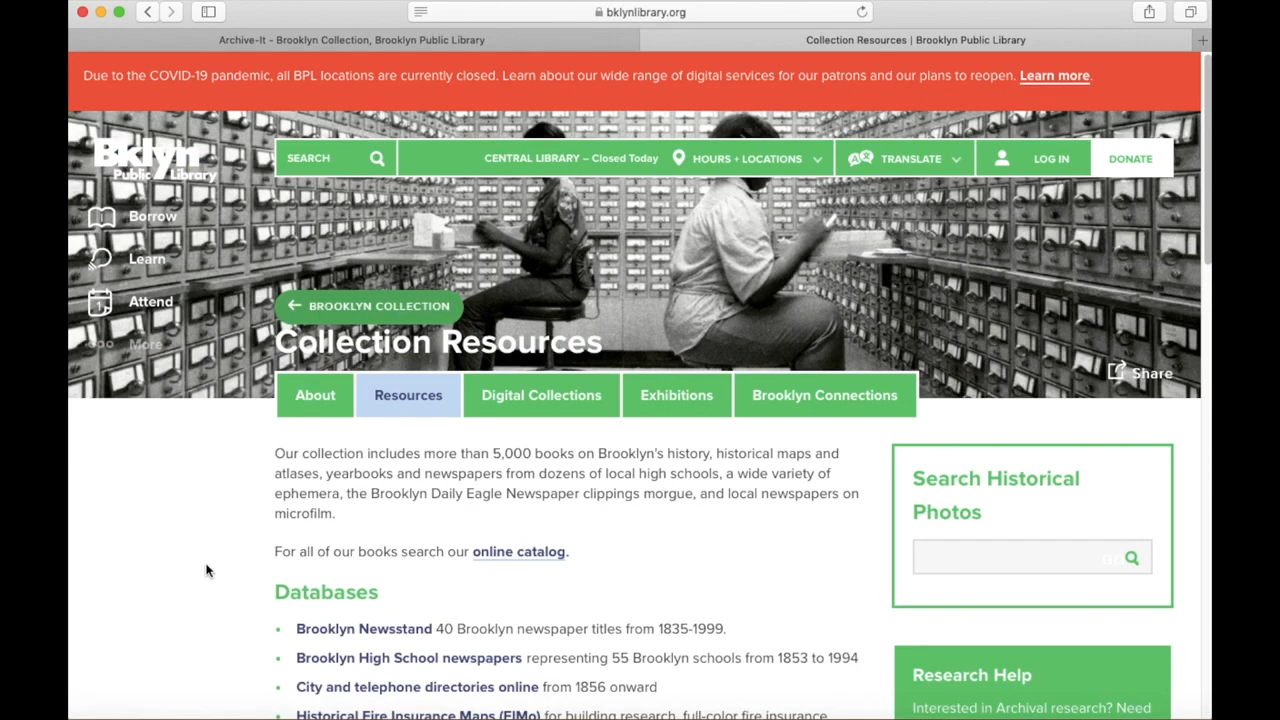 bklynlibrary.org
Archive-It - Brooklyn Collection, Brooklyn Public Library
Collection Resources | Brooklyn Public Library
Due to the COVID-19 pandemic, all BPL locations are currently closed. Learn about our wide range of digital services for our patrons and our plans to reopen. Learn more.
Bklyn
Public Library
SEARCH
CENTRAL LIBRARY – Closed Today
HOURS + LOCATIONS
TRANSLATE
LOG IN
DONATE
Borrow
Learn
1
Attend
More
BROOKLYN COLLECTION
Collection Resources
Share
About
Resources
Digital Collections
Exhibitions
Brooklyn Connections
Our collection includes more than 5,000 books on Brooklyn's history, historical maps and
atlases, yearbooks and newspapers from dozens of local high schools, a wide variety of
ephemera, the Brooklyn Daily Eagle Newspaper clippings morgue, and local newspapers on
microfilm.
For all of our books search our online catalog.
Databases
• Brooklyn Newsstand 40 Brooklyn newspaper titles from 1835-1999.
• Brooklyn High School newspapers representing 55 Brooklyn schools from 1853 to 1994
• City and telephone directories online from 1856 onward
Historical Fire Insurance Maps (FIMo) for building research, full-color fire insurance
Search Historical
Photos
Research Help
Interested in Archival research? Need